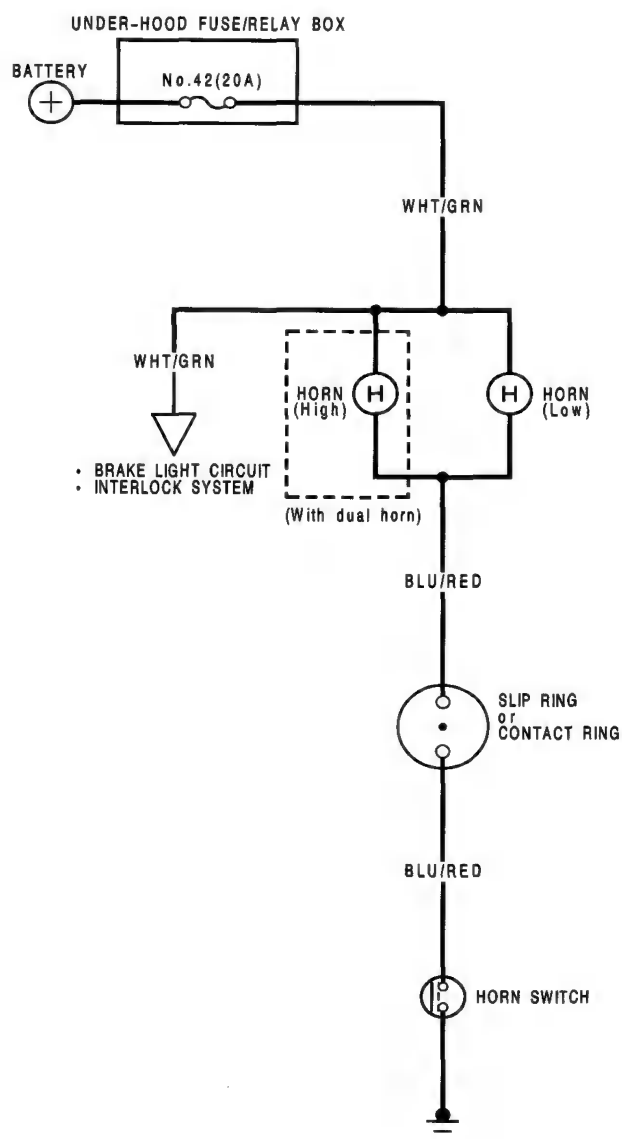 UNDER-HOOD FUSE/RELAY BOX
BATTERY
No.42(20A)
+
WHT/GRN
WHT/GRN
HORN
(High)
H
H
HORN
(Low)
• BRAKE LIGHT CIRCUIT
• INTERLOCK SYSTEM
(With dual horn)
BLU/RED
SLIP RING
or
CONTACT RING
BLU/RED
HORN SWITCH